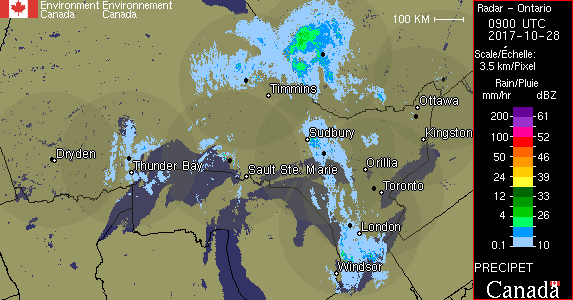 Environment Environnement
Canada Canada
100 KM
Timmins
Ottawa
Sudbury
Kingston
Dryden
Thunder Bay
Sault Ste. Marie
Orillia
Toronto
London
Windsor
Radar - Ontario
0900 UTC
2017-10-28
Scale/Échelle:
3.5 km/Pixel
Rain/Pluie
mm/hr dBZ
200 61
100 52
50 46
24 39
12 33
4 26
0.1 10
PRECIPET
Canada